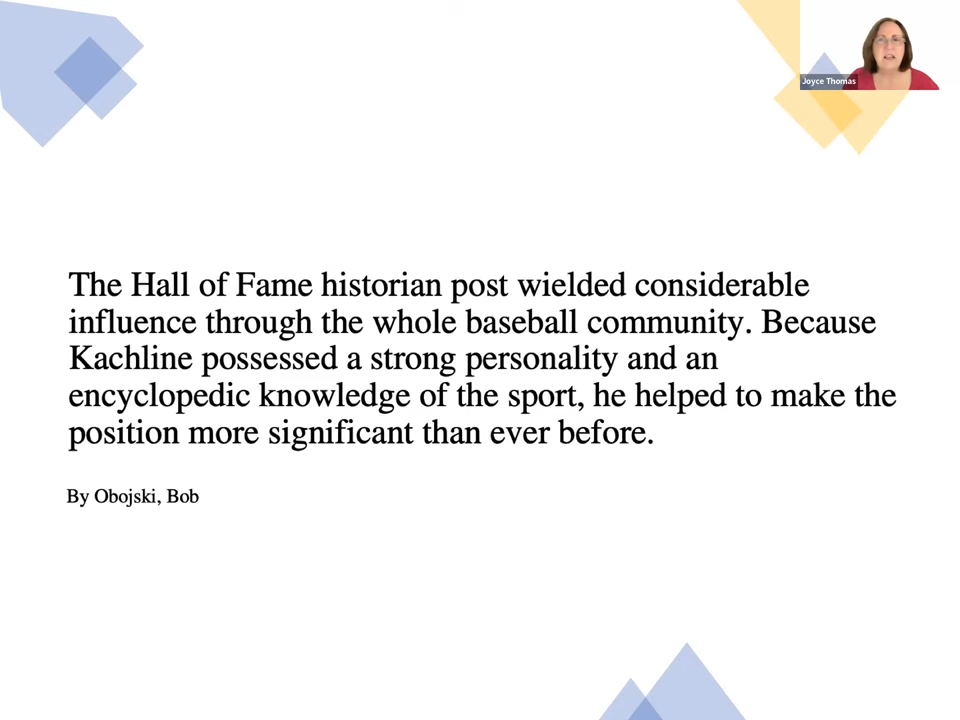 Joyce Thomas
The Hall of Fame historian post wielded considerable
influence through the whole baseball community. Because
Kachline possessed a strong personality and an
encyclopedic knowledge of the sport, he helped to make the
position more significant than ever before.
By Obojski, Bob